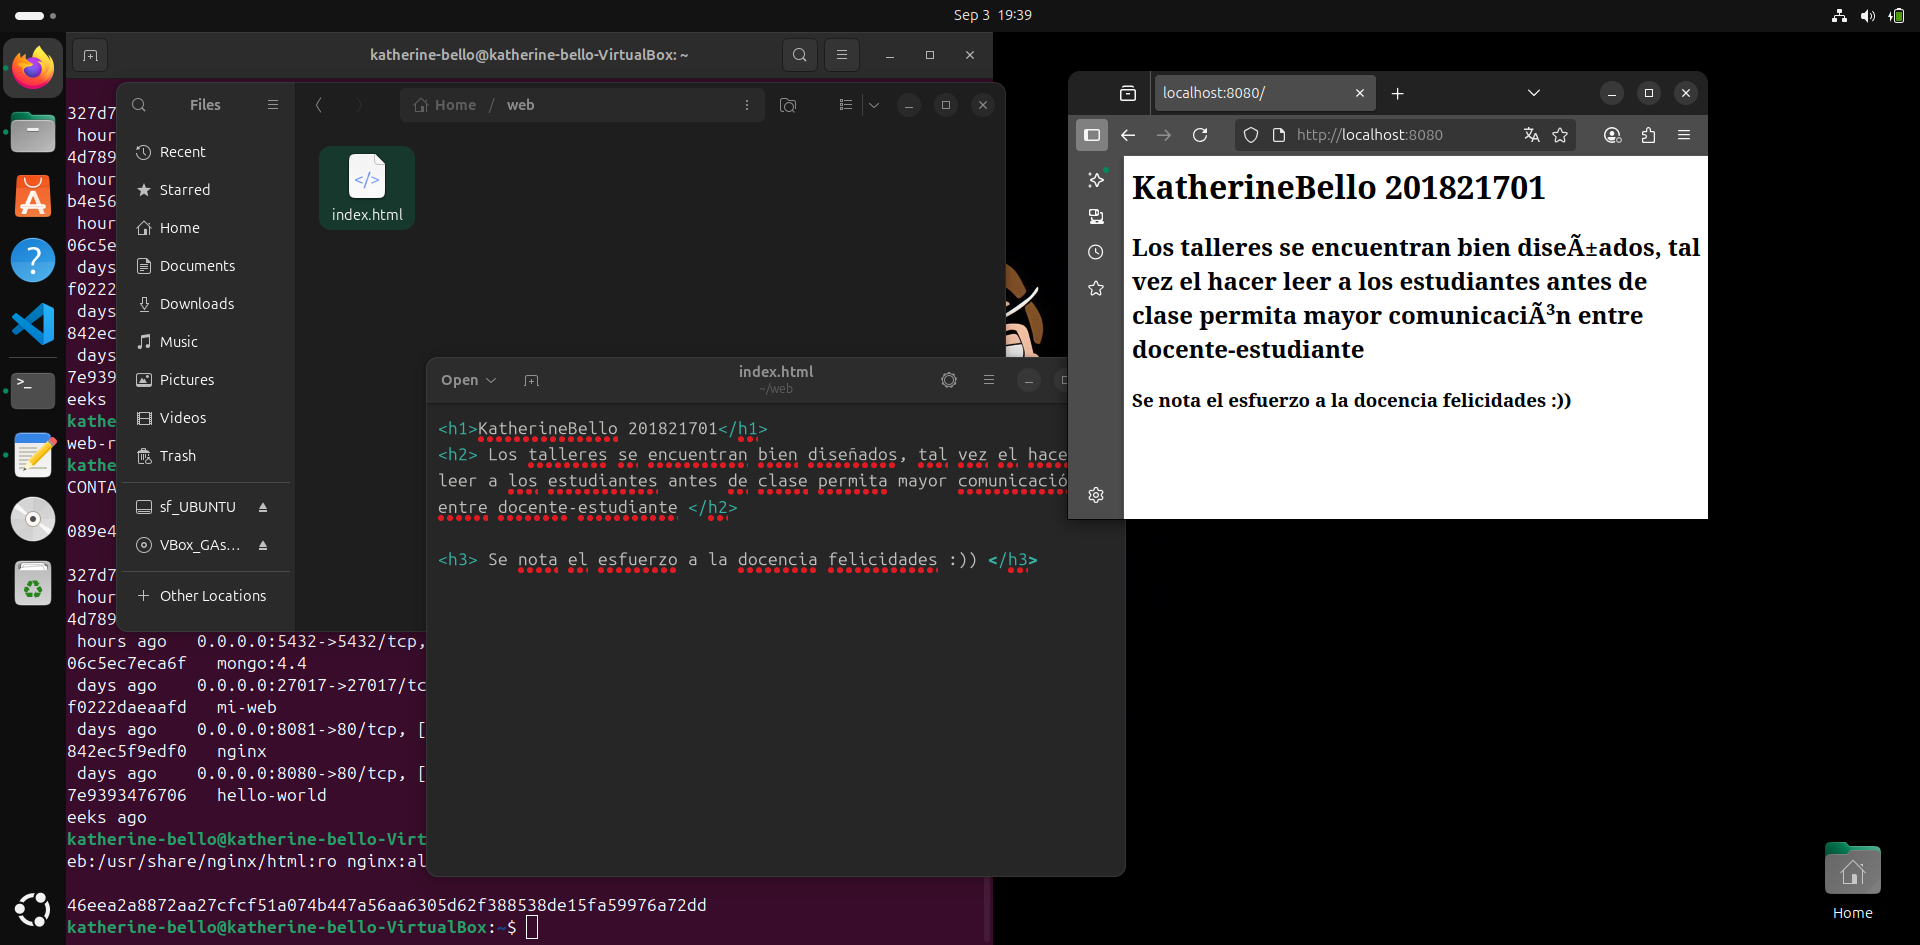 Sep 3 19:39
katherine-bello@katherine-bello-VirtualBox: ~
327d7
hour
4d789
hour
b4e56
hour
06c5e
days
f0222
days
842ec
days
7e939
eeks
kathe
web-r
kathe
CONTA
089e4
327d7
hour
4d789
hours ago 0.0.0.0:5432->5432/tcp,
06c5ec7eca6f mongo:4.4
days ago 0.0.0.0:27017->27017/tc
f0222daeaafd mi-web
days ago 0.0.0.0:8081->80/tcp, [
842ec5f9edf0 nginx
days ago 0.0.0.0:8080->80/tcp, [
7e9393476706 hello-world
eeks ago
katherine-bello@katherine-bello-Virt
eb:/usr/share/nginx/html:ro nginx:al
46eea2a8872aa27cfcf51a074b447a56aa6305d62f388538de15fa59976a72dd
katherine-bello@katherine-bello-VirtualBox:~$
Files
Home / web
Recent
Starred
Home
Documents
Downloads
Music
Pictures
Videos
Trash
sf_UBUNTU
VBox_GAs...
Other Locations
index.html
Open
index.html
~/web
<h1>KatherineBello 201821701</h1>
<h2> Los talleres se encuentran bien diseñados, tal vez el hace
leer a los estudiantes antes de clase permita mayor comunicació
entre docente-estudiante </h2>
<h3> Se nota el esfuerzo a la docencia felicidades :)) </h3>
localhost:8080/
http://localhost:8080
KatherineBello 201821701
Los talleres se encuentran bien diseÃ±ados, tal
vez el hacer leer a los estudiantes antes de
clase permita mayor comunicaciÃ³n entre
docente-estudiante
Se nota el esfuerzo a la docencia felicidades :))
Home